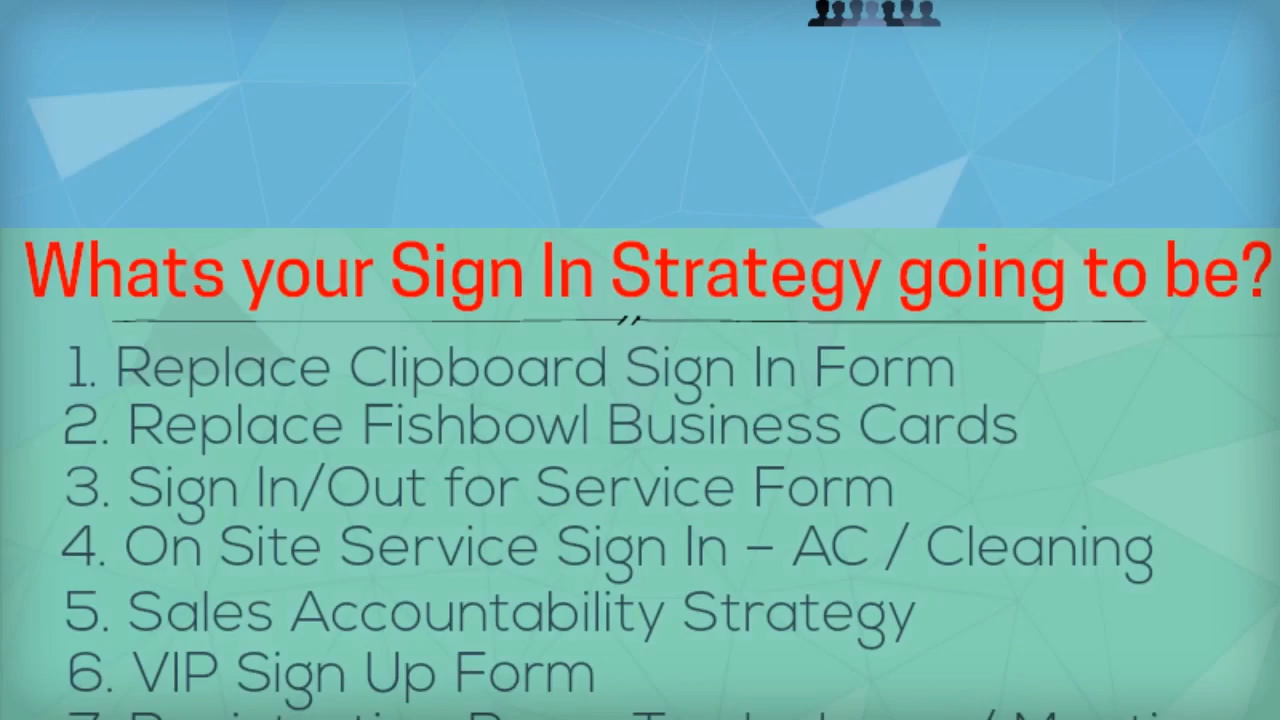 Whats your Sign In Strategy going to be?
1. Replace Clipboard Sign In Form
2. Replace Fishbowl Business Cards
3. Sign In/Out for Service Form
4. On Site Service Sign In – AC / Cleaning
5. Sales Accountability Strategy
6. VIP Sign Up Form